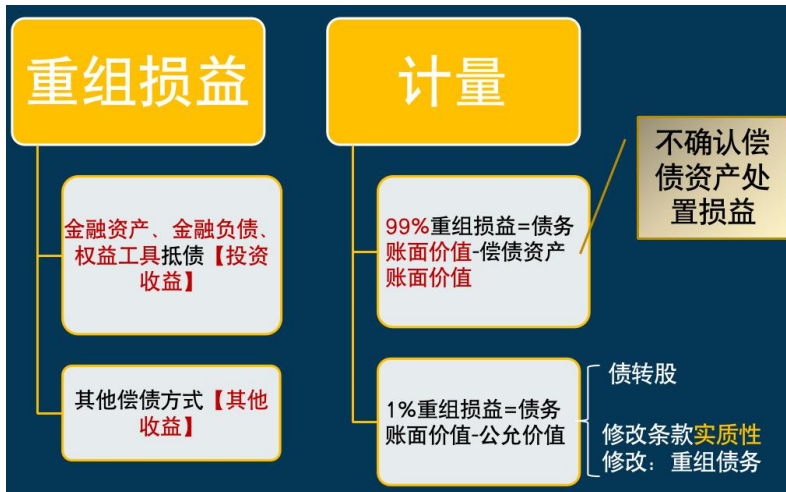 重组损益
金融资产、金融负债、
权益工具抵债【投资
收益】
其他偿债方式【其他
收益】
计量
99%重组损益=债务
账面价值-偿债资产
账面价值
不确认偿
债资产处
置损益
1%重组损益=债务
账面价值-公允价值
债转股
修改条款实质性
修改：重组债务